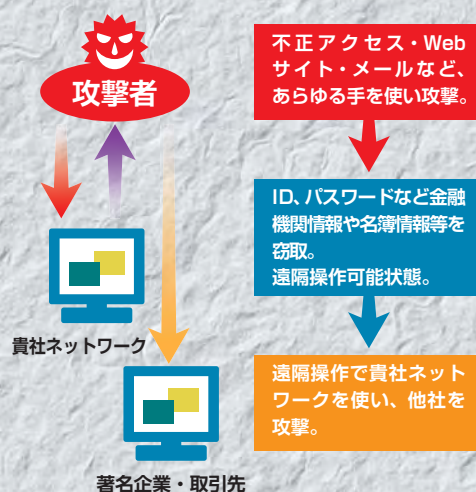 攻撃者
貴社ネットワーク
著名企業・取引先
不正アクセス・Web
サイト・メールなど、
あらゆる手を使い攻撃。
ID、パスワードなど金融
機関情報や名簿情報等を
窃取。
遠隔操作可能状態。
遠隔操作で貴社ネット
ワークを使い、他社を
攻撃。